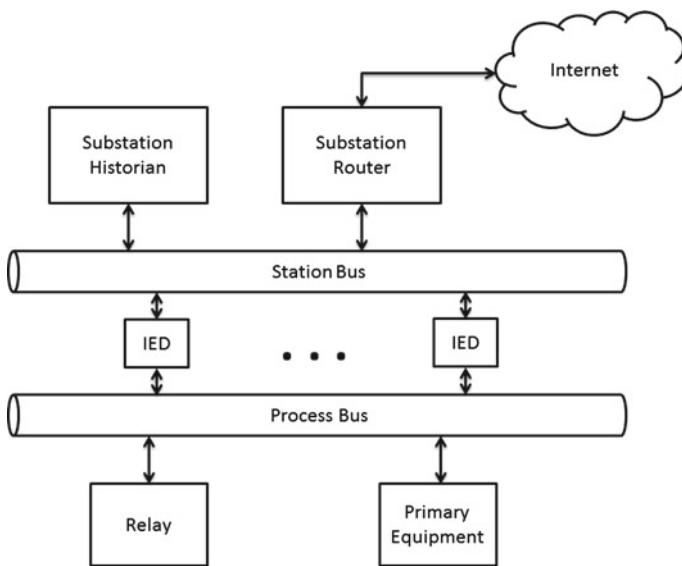 Internet
Substation
Historian
Substation
Router
Station Bus
IED
IED
Process Bus
Relay
Primary
Equipment